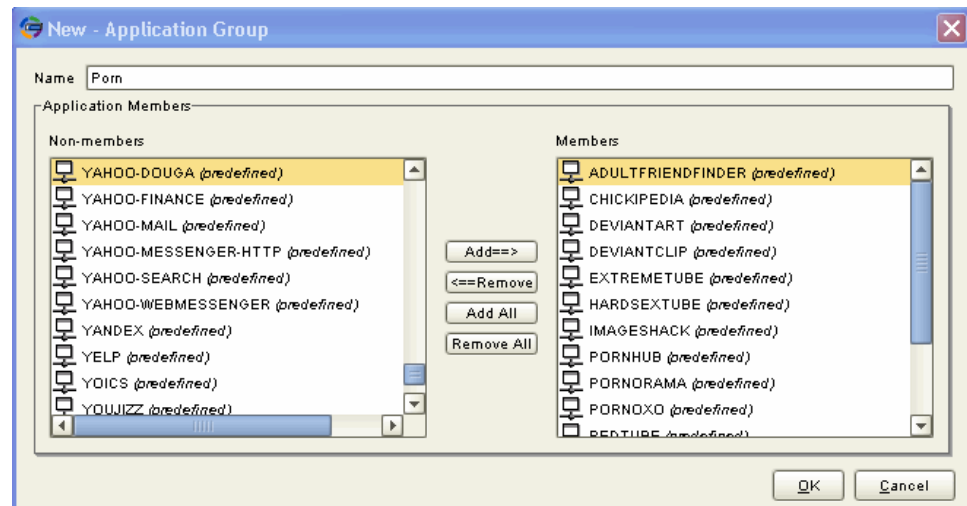 New - Application Group
Name Porn
Application Members
Non-members
YAHOO-DOUGA (predefined)
YAHOO-FINANCE (predefined)
YAHOO-MAIL (predefined)
YAHOO-MESSENGER-HTTP (predefined)
YAHOO-SEARCH (predefined)
YAHOO-WEBMESSENGER (predefined)
YANDEX (predefined)
YELP (predefined)
YOICS (predefined)
YOUJIZZ (predefined)
Add==>
<==Remove
Add All
Remove All
Members
ADULTFRIENDFINDER (predefined)
CHICKIPEDIA (predefined)
DEVIANTART (predefined)
DEVIANTCLIP (predefined)
EXTREMETUBE (predefined)
HARDSEXTUBE (predefined)
IMAGESHACK (predefined)
PORNHUB (predefined)
PORNORAMA (predefined)
PORNOXO (predefined)
REDTUBE (predefined)
OK
Cancel